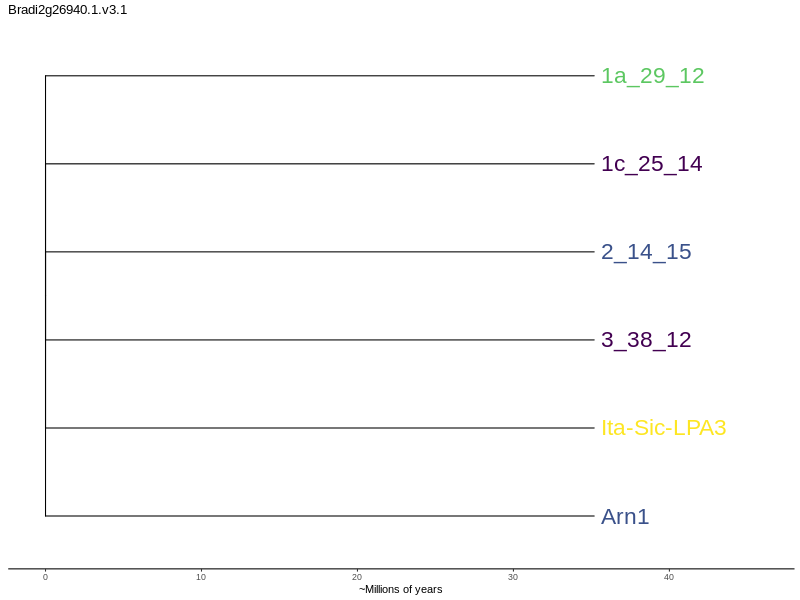 Bradi2g26940.1.v3.1
1a_29_12
1c_25_14
2_14_15
3_38_12
Ita-Sic-LPA3
Arn1
0 10 20 30 40
~Millions of years